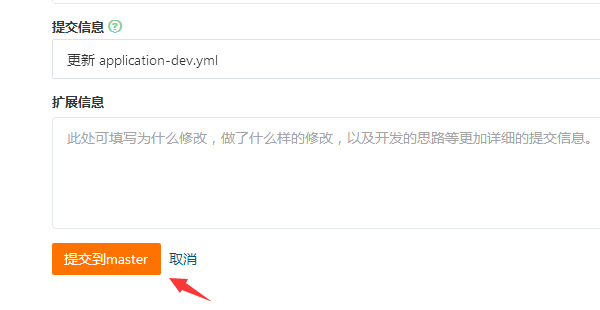 提交信息
更新 application-dev.yml
扩展信息
此处可填写为什么修改，做了什么样的修改，以及开发的思路等更加详细的提交信息。
提交到master 取消